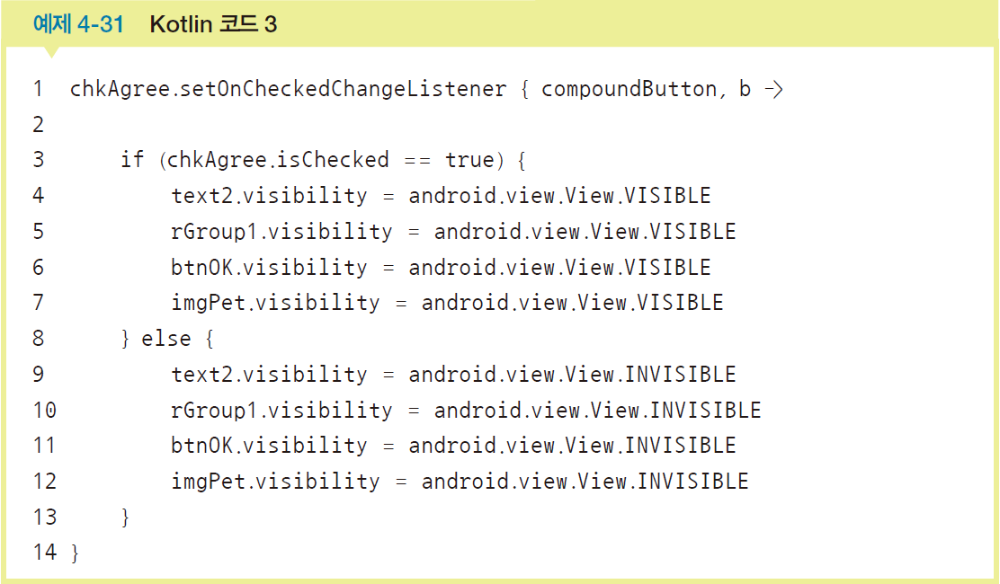 예제 4-31 Kotlin 코드 3
1 chkAgree.setOnCheckedChangeListener { compoundButton, b ->
2
3     if (chkAgree.isChecked == true) {
4         text2.visibility = android.view.View.VISIBLE
5         rGroup1.visibility = android.view.View.VISIBLE
6         btnOK.visibility = android.view.View.VISIBLE
7         imgPet.visibility = android.view.View.VISIBLE
8     } else {
9         text2.visibility = android.view.View.INVISIBLE
10         rGroup1.visibility = android.view.View.INVISIBLE
11         btnOK.visibility = android.view.View.INVISIBLE
12         imgPet.visibility = android.view.View.INVISIBLE
13     }
14 }